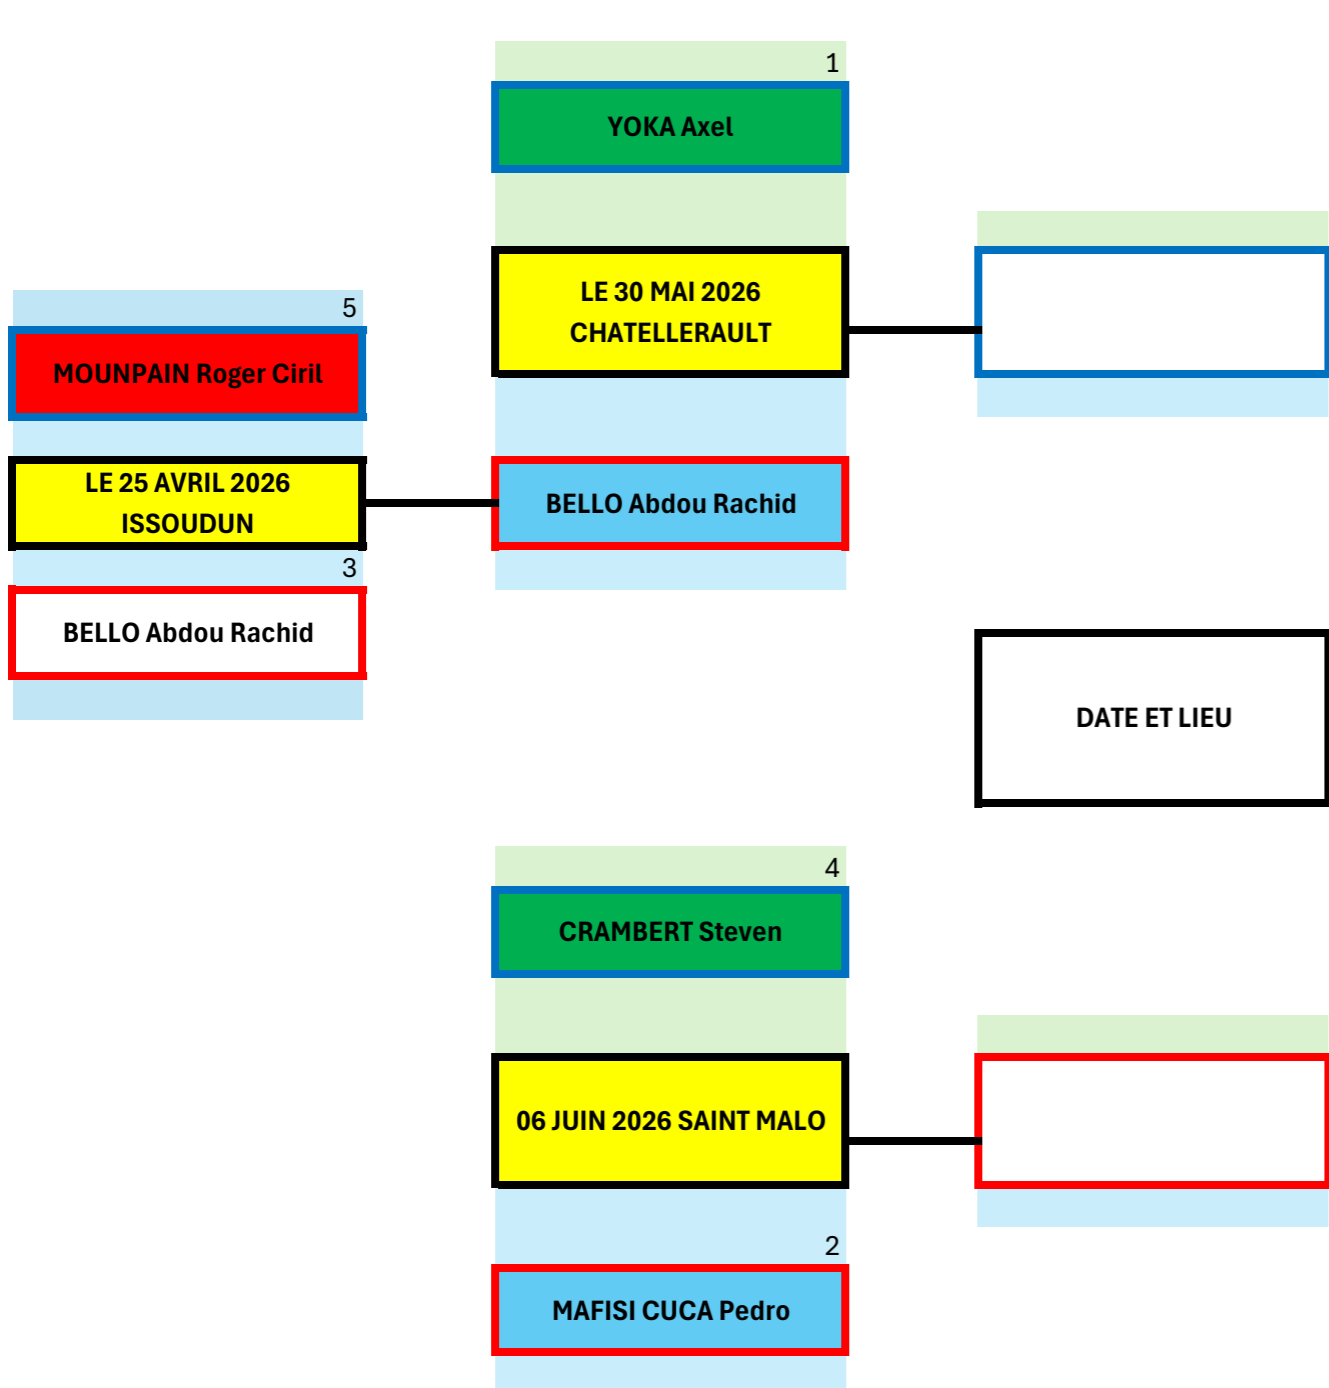 1
YOKA Axel
LE 30 MAI 2026
CHATELLERAULT
5
MOUNPAIN Roger Ciril
LE 25 AVRIL 2026
ISSOUDUN
BELLO Abdou Rachid
3
BELLO Abdou Rachid
DATE ET LIEU
4
CRAMBERT Steven
06 JUIN 2026 SAINT MALO
2
MAFISI CUCA Pedro